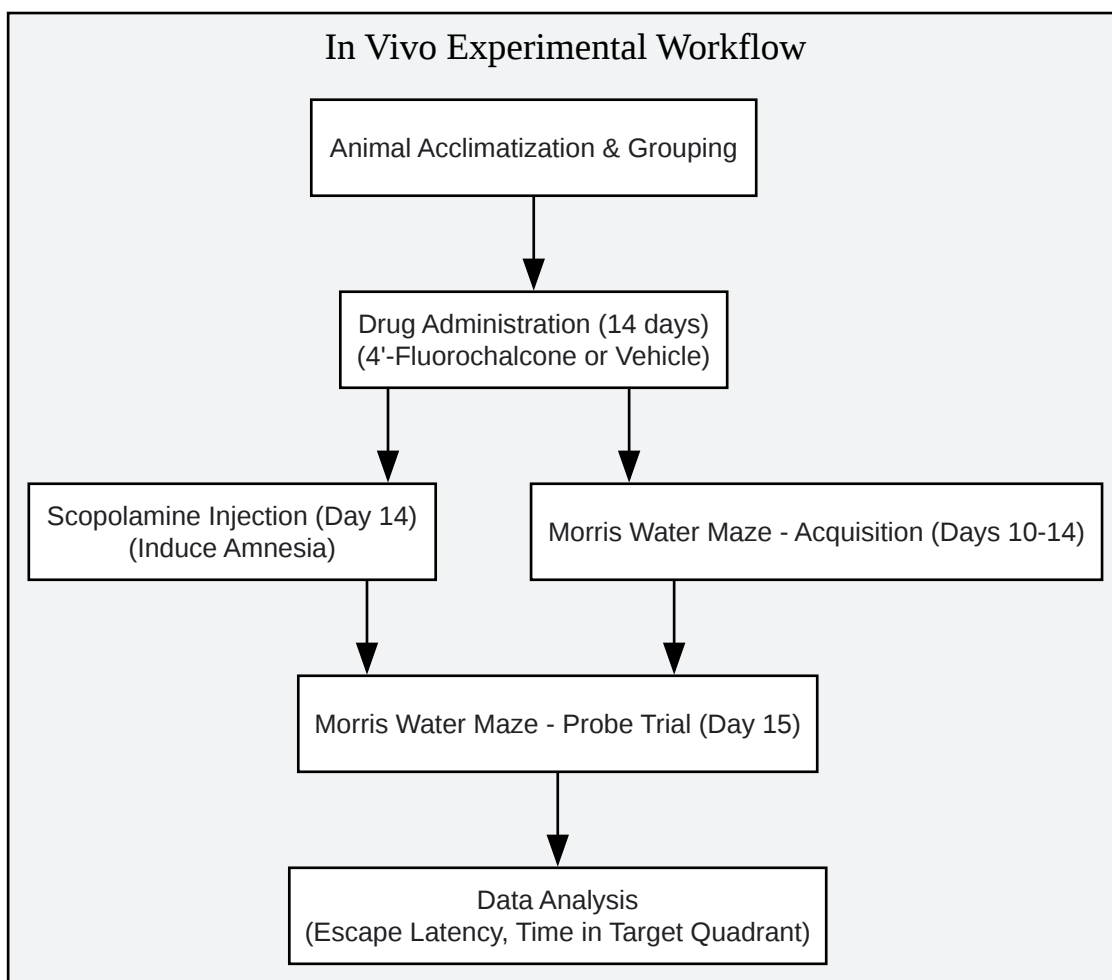 In Vivo Experimental Workflow
Animal Acclimatization & Grouping
Drug Administration (14 days)
(4'-Fluorochalcone or Vehicle)
Scopolamine Injection (Day 14)
(Induce Amnesia)
Morris Water Maze - Acquisition (Days 10-14)
Morris Water Maze - Probe Trial (Day 15)
Data Analysis
(Escape Latency, Time in Target Quadrant)